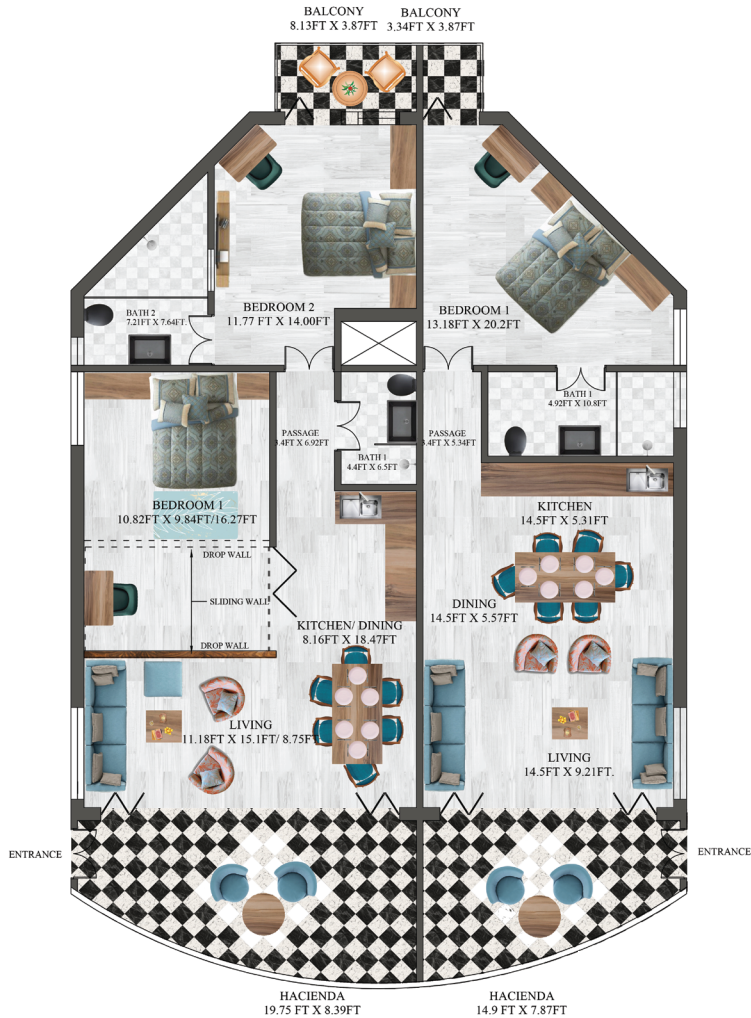 BALCONY
8.13FT X 3.87FT
BALCONY
3.34FT X 3.87FT
BEDROOM 2
11.77 FT X 14.00FT
BEDROOM 1
13.18FT X 20.2FT
BATH 2
7.21FT X 7.64FT.
BATH 1
4.92FT X 10.8FT
PASSAGE
3.4FT X 6.92FT
PASSAGE
3.4FT X 5.34FT
BATH 1
4.4FT X 6.5FT
BEDROOM 1
10.82FT X 9.84FT/16.27FT
KITCHEN
14.5FT X 5.31FT
DROP WALL
SLIDING WALL
DROP WALL
DINING
14.5FT X 5.57FT
KITCHEN/ DINING
8.16FT X 18.47FT
LIVING
11.18FT X 15.1FT/ 8.75FT
LIVING
14.5FT X 9.21FT.
ENTRANCE
ENTRANCE
HACIENDA
19.75 FT X 8.39FT
HACIENDA
14.9 FT X 7.87FT